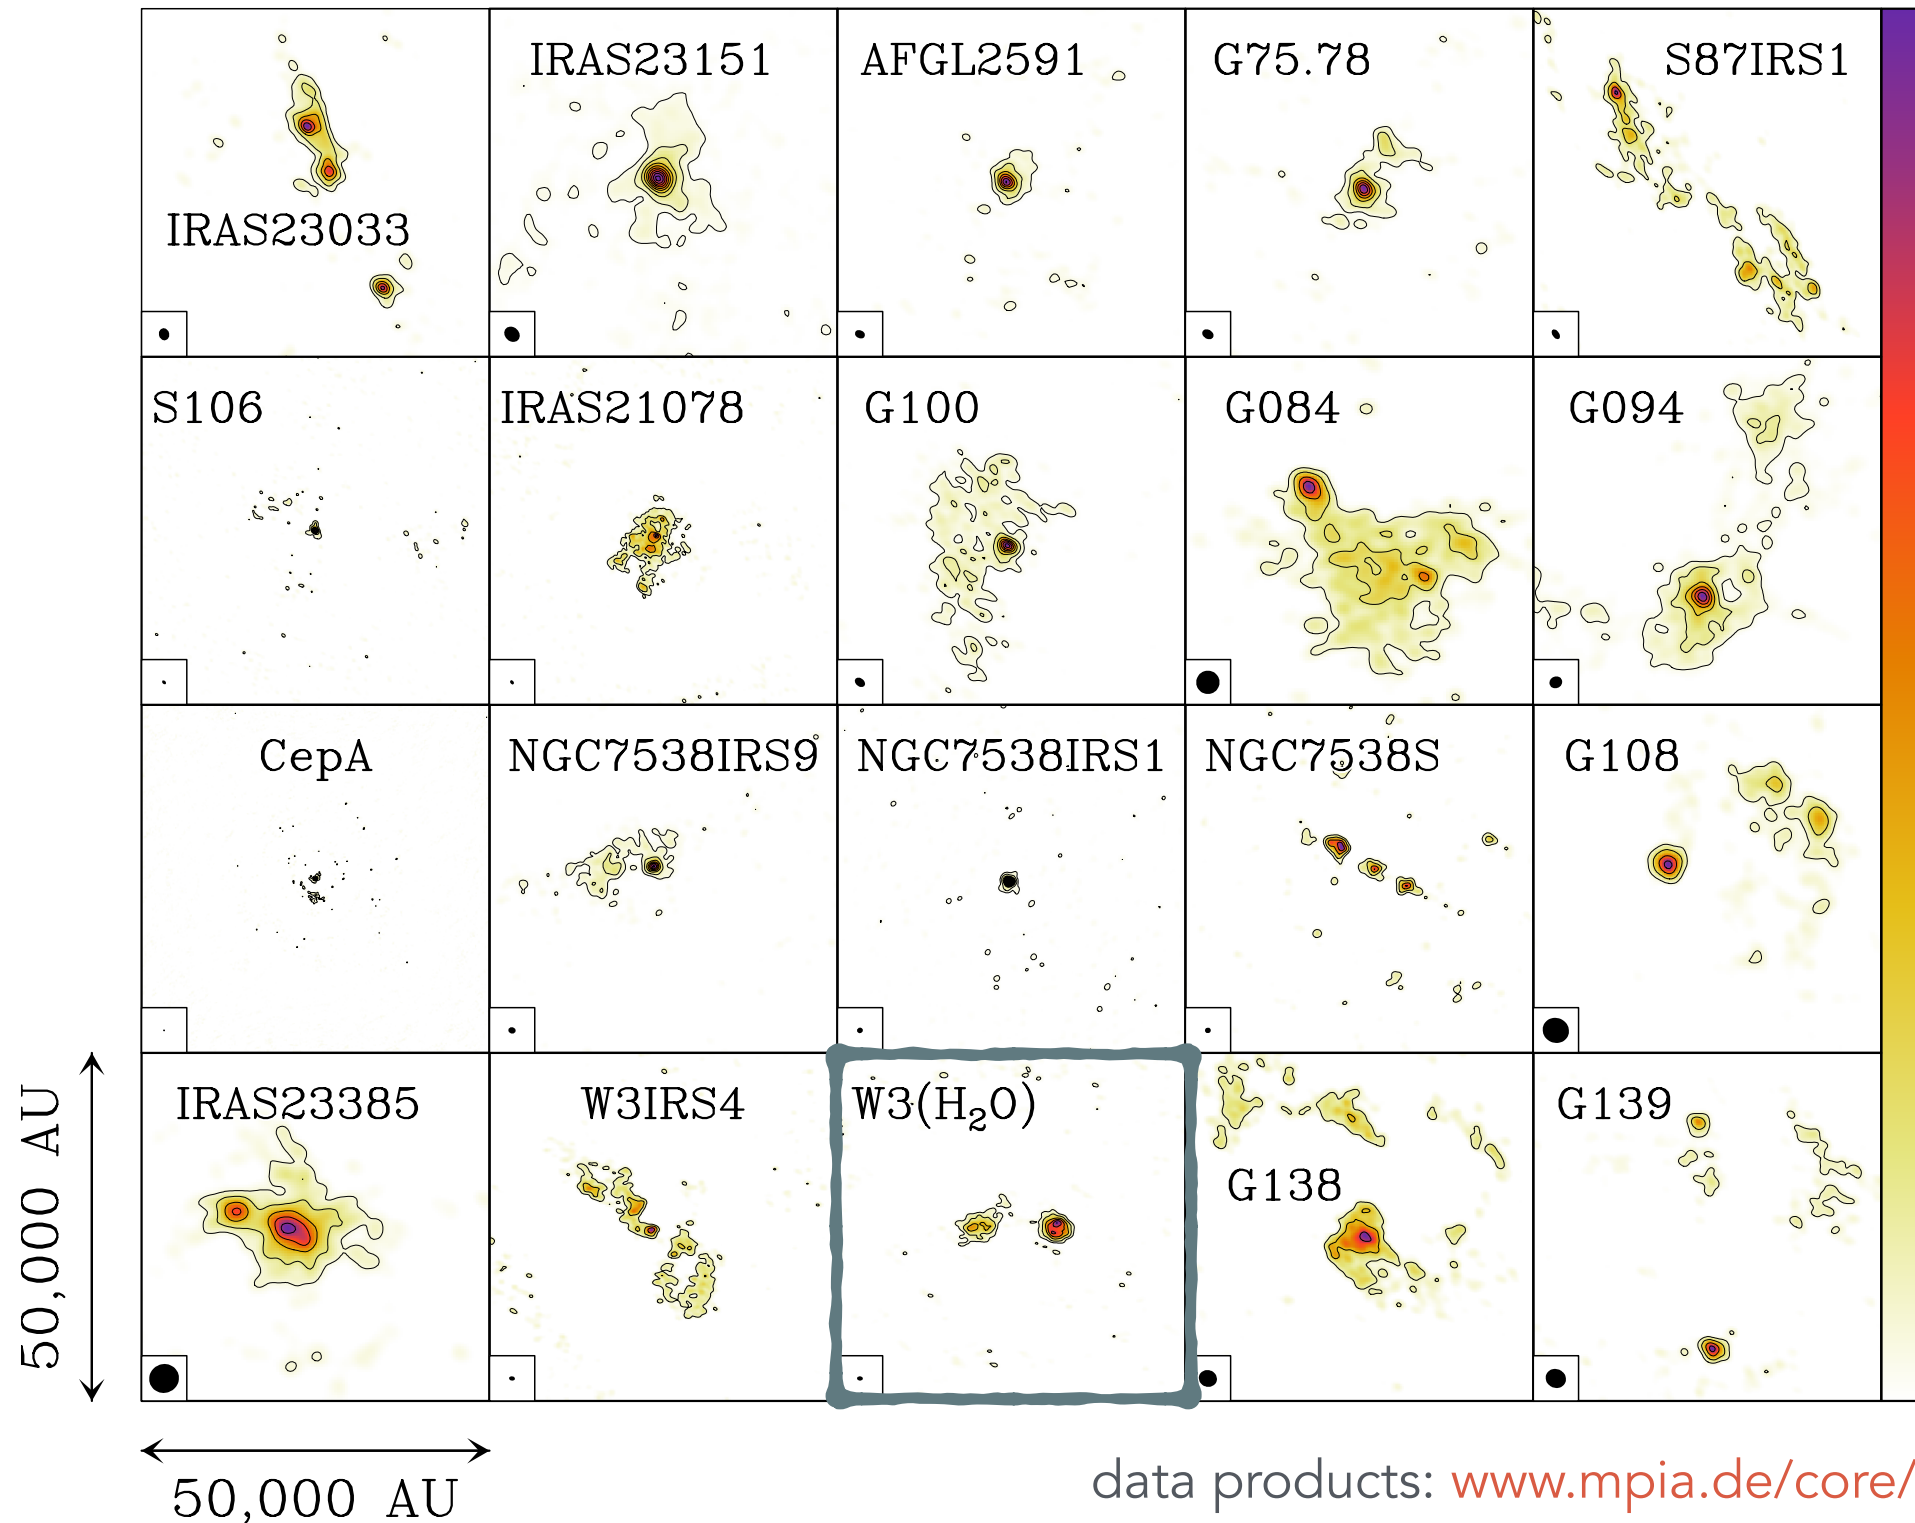 IRAS23033
IRAS23151
AFGL2591
G75.78
S87IRS1
S106
IRAS21078
G100
G084
G094
CepA
NGC7538IRS9
NGC7538IRS1
NGC7538S
G108
IRAS23385
W3IRS4
W3(H₂O)
G138
G139
50,000 AU
50,000 AU
data products: www.mpia.de/core/